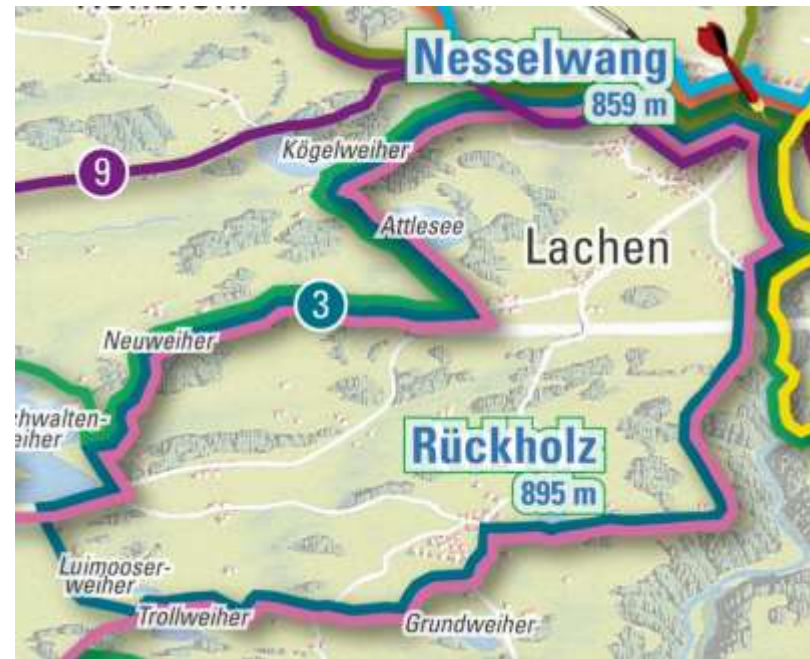 Nesselwang
859 m
Kögelweiher
9
Attlesee
Lachen
3
Neuweiher
Rückholz
895 m
Luimooser-
weiher
Trollweiher
Grundweiher